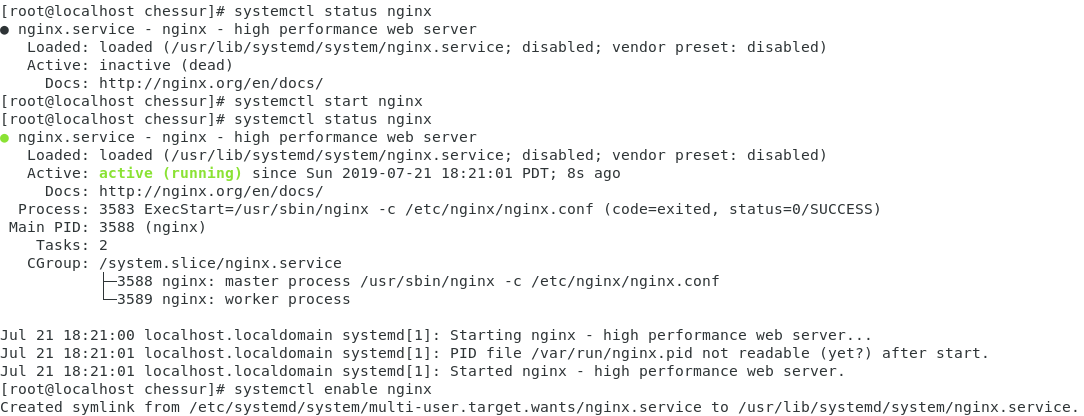 [root@localhost chessur]# systemctl status nginx
● nginx.service - nginx - high performance web server
   Loaded: loaded (/usr/lib/systemd/system/nginx.service; disabled; vendor preset: disabled)
   Active: inactive (dead)
     Docs: http://nginx.org/en/docs/
[root@localhost chessur]# systemctl start nginx
[root@localhost chessur]# systemctl status nginx
● nginx.service - nginx - high performance web server
   Loaded: loaded (/usr/lib/systemd/system/nginx.service; disabled; vendor preset: disabled)
   Active: active (running) since Sun 2019-07-21 18:21:01 PDT; 8s ago
     Docs: http://nginx.org/en/docs/
  Process: 3583 ExecStart=/usr/sbin/nginx -c /etc/nginx/nginx.conf (code=exited, status=0/SUCCESS)
 Main PID: 3588 (nginx)
    Tasks: 2
   CGroup: /system.slice/nginx.service
           ├─3588 nginx: master process /usr/sbin/nginx -c /etc/nginx/nginx.conf
           └─3589 nginx: worker process

Jul 21 18:21:00 localhost.localdomain systemd[1]: Starting nginx - high performance web server...
Jul 21 18:21:01 localhost.localdomain systemd[1]: PID file /var/run/nginx.pid not readable (yet?) after start.
Jul 21 18:21:01 localhost.localdomain systemd[1]: Started nginx - high performance web server.
[root@localhost chessur]# systemctl enable nginx
Created symlink from /etc/systemd/system/multi-user.target.wants/nginx.service to /usr/lib/systemd/system/nginx.service.